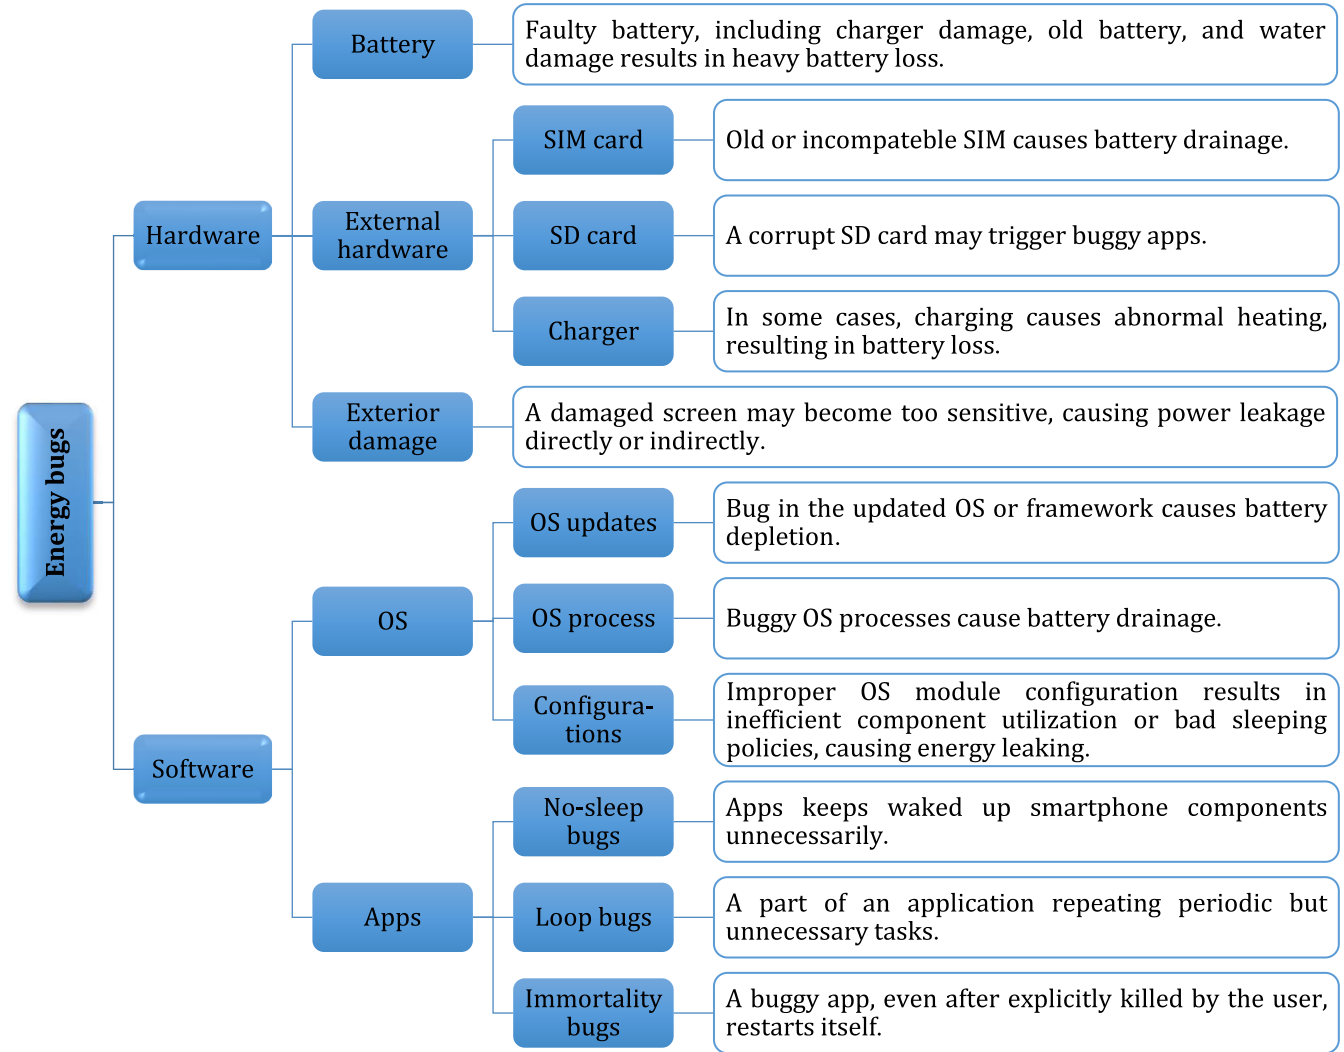 Energy bugs
Hardware
Battery
Faulty battery, including charger damage, old battery, and water
damage results in heavy battery loss.
External
hardware
SIM card
Old or incompateble SIM causes battery drainage.
SD card
A corrupt SD card may trigger buggy apps.
Charger
In some cases, charging causes abnormal heating,
resulting in battery loss.
Exterior
damage
A damaged screen may become too sensitive, causing power leakage
directly or indirectly.
Software
OS
OS updates
Bug in the updated OS or framework causes battery
depletion.
OS process
Buggy OS processes cause battery drainage.
Configura-
tions
Improper OS module configuration results in
inefficient component utilization or bad sleeping
policies, causing energy leaking.
Apps
No-sleep
bugs
Apps keeps waked up smartphone components
unnecessarily.
Loop bugs
A part of an application repeating periodic but
unnecessary tasks.
Immortality
bugs
A buggy app, even after explicitly killed by the user,
restarts itself.